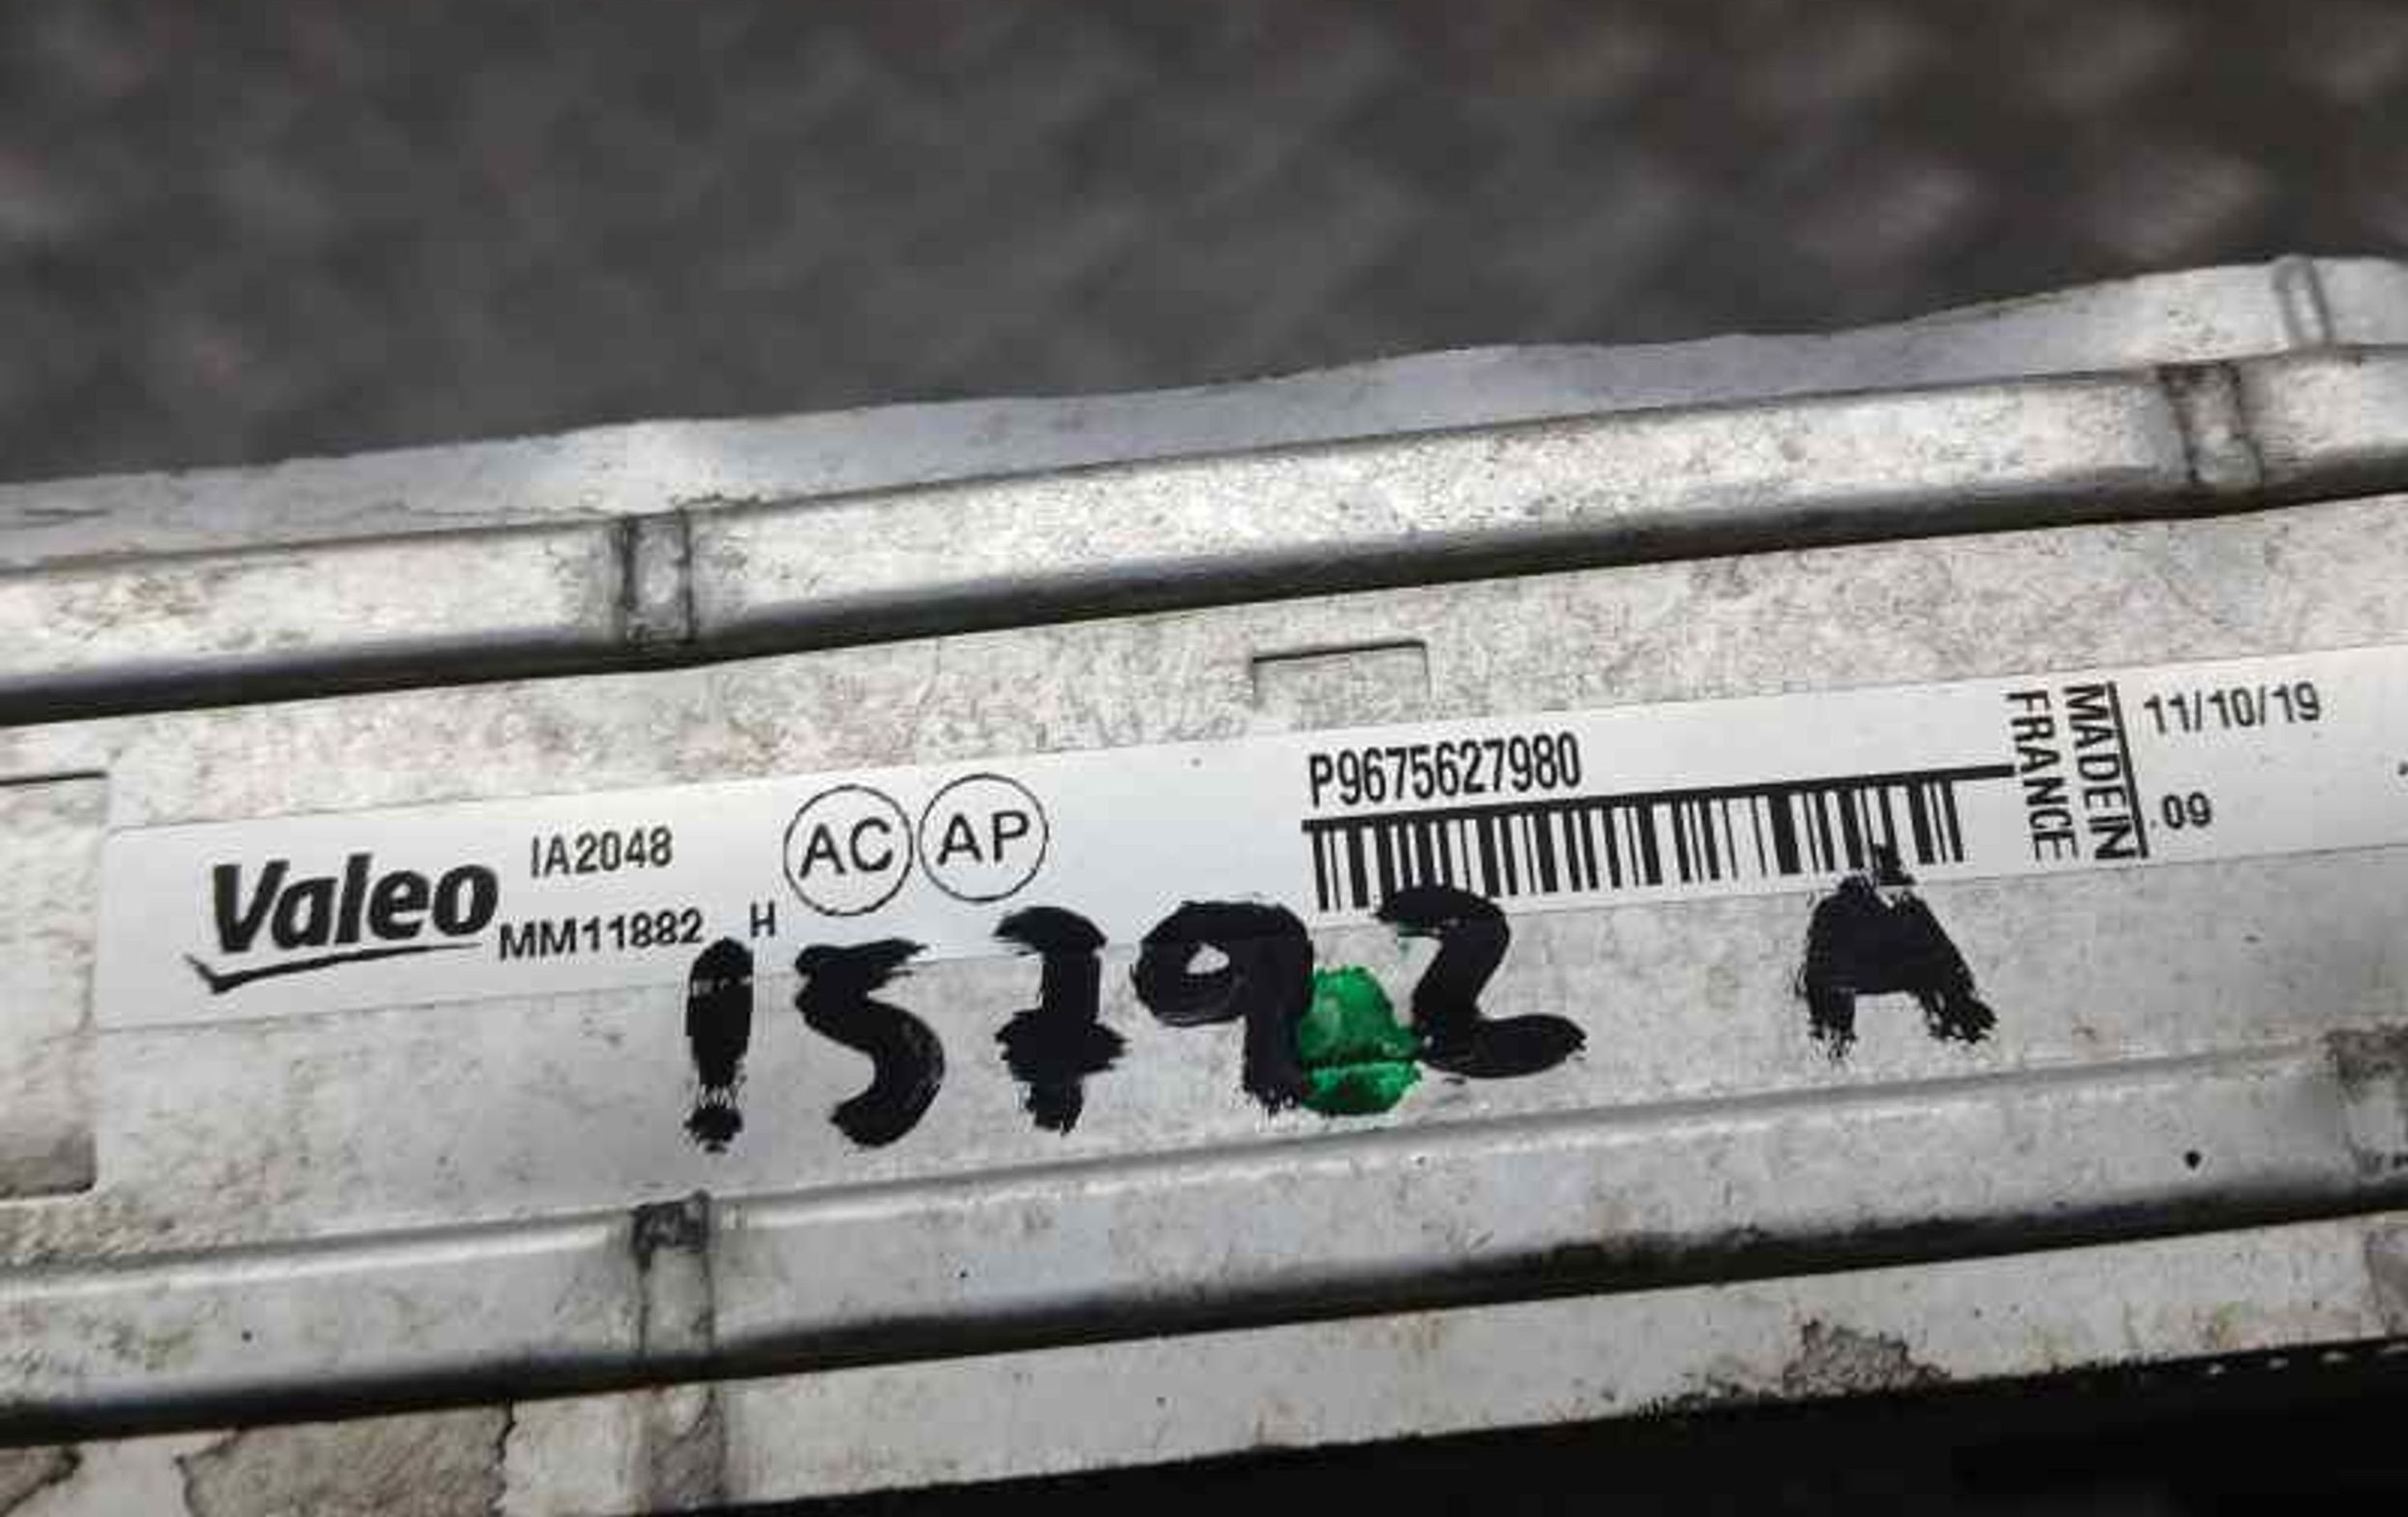 Valeo
IA2048
MM11882 H
AC AP
P9675627980
MADE IN
FRANCE
11/10/19
09
15792 A